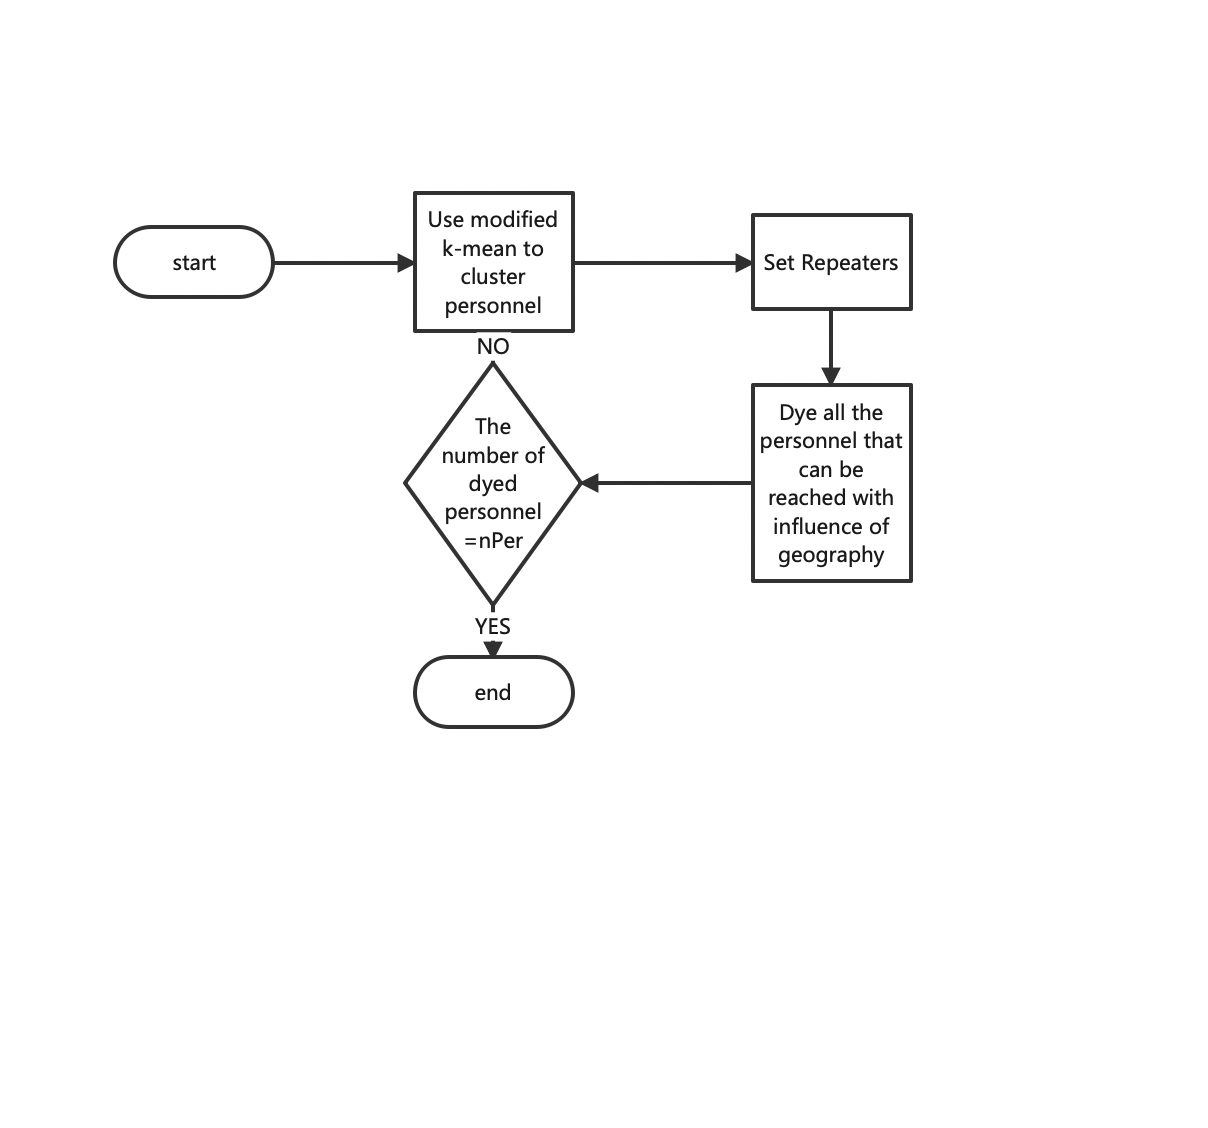 start
Use modified
k-mean to
cluster
personnel
Set Repeaters
Dye all the
personnel that
can be
reached with
influence of
geography
NO
The
number of
dyed
personnel
=nPer
YES
end